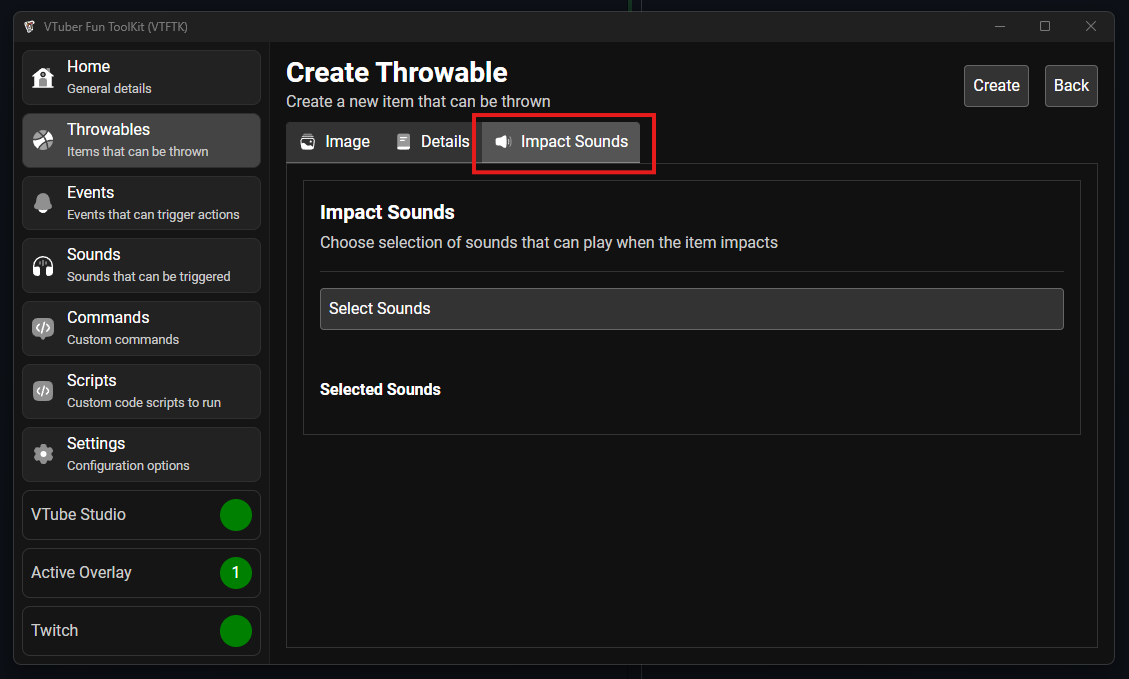 VTuber Fun ToolKit (VTFTK)
Home
General details
Throwables
Items that can be thrown
Events
Events that can trigger actions
Sounds
Sounds that can be triggered
Commands
Custom commands
Scripts
Custom code scripts to run
Settings
Configuration options
VTube Studio
Active Overlay 1
Twitch
Create Throwable
Create a new item that can be thrown
Create Back
Image Details Impact Sounds
Impact Sounds
Choose selection of sounds that can play when the item impacts
Select Sounds
Selected Sounds